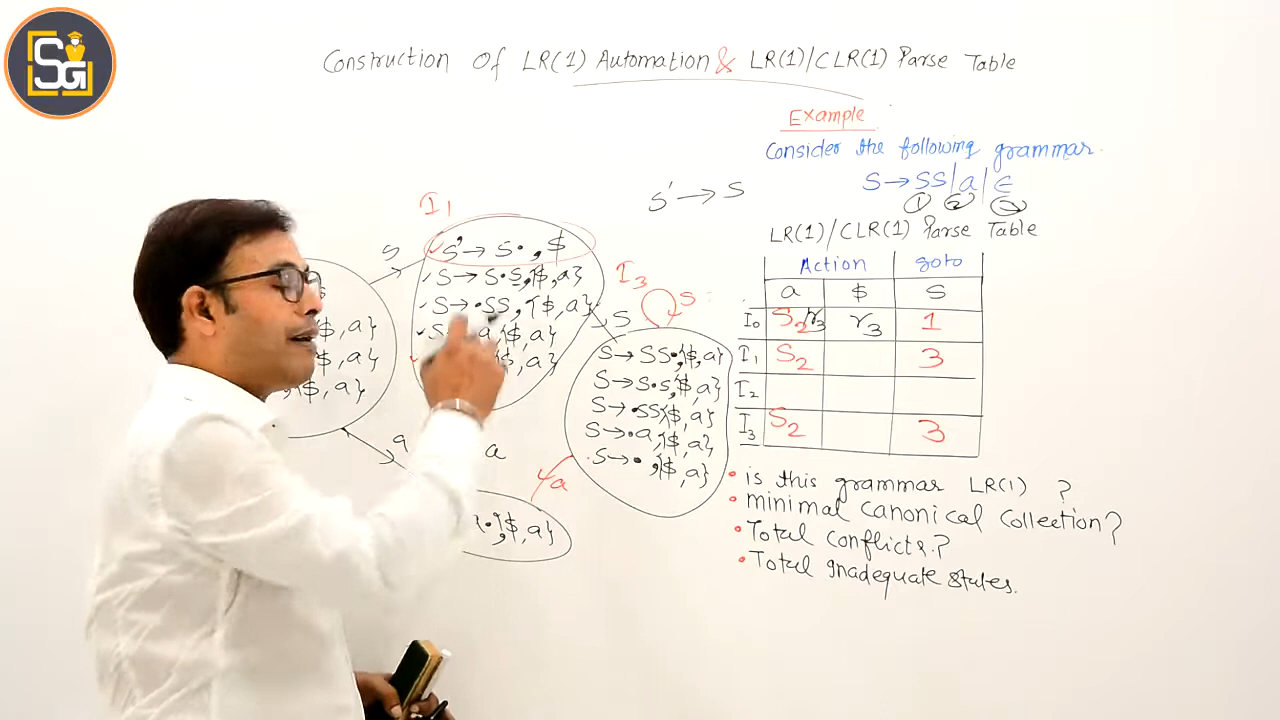 SG
Construction Of LR(1) Automation & LR(1)/CLR(1) Parse Table
Example
Consider the following grammar.
S→SS|a|ε
① ② ③
S'→S
LR(1)/CLR(1) Parse Table
Action goto
a $ S
I0 S2 r3 r3 1
I1 S2 3
I2
I3 S2 3
I1
S
S'→S•,$
S→S•S,{$,a}
S→•SS,{$,a}
S a,{$,a}
{$,a}
S
I3
S
S→SS•,{$,a}
S→S•S,{$,a}
S→•SS,{$,a}
S→•a,{$,a}
S→•,{$,a}
$
,a}
,a}
,{$,a}
a
a
a
•,{$,a}
• is this grammar LR(1) ?
• minimal Canonical Collection?
• Total conflicts.?
• Total inadequate states.